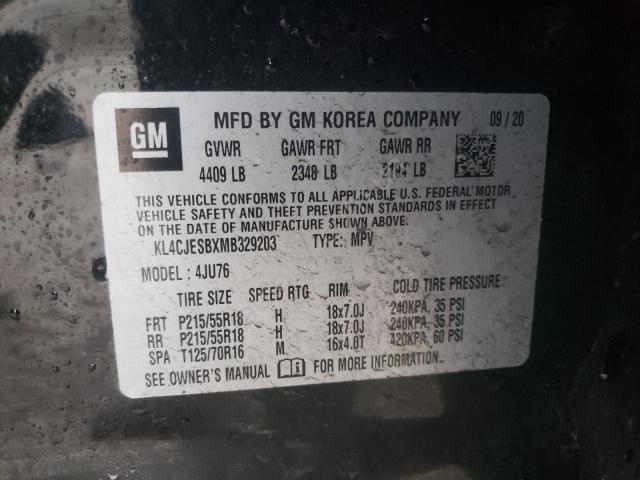 GM
MFD BY GM KOREA COMPANY 09/20
GVWR GAWR FRT GAWR RR
4409 LB 2348 LB 2194 LB
THIS VEHICLE CONFORMS TO ALL APPLICABLE U.S. FEDERAL MOTOR
VEHICLE SAFETY AND THEFT PREVENTION STANDARDS IN EFFECT
ON THE DATE OF MANUFACTURE SHOWN ABOVE.
KL4CJESBXMB329203 TYPE: MPV
MODEL: 4JU76
TIRE SIZE SPEED RTG RIM COLD TIRE PRESSURE
FRT P215/55R18 H 18x7.0J 240KPA, 35 PSI
RR P215/55R18 H 18x7.0J 240KPA, 35 PSI
SPA T125/70R16 M 16x4.0T 420KPA, 60 PSI
SEE OWNER'S MANUAL FOR MORE INFORMATION.